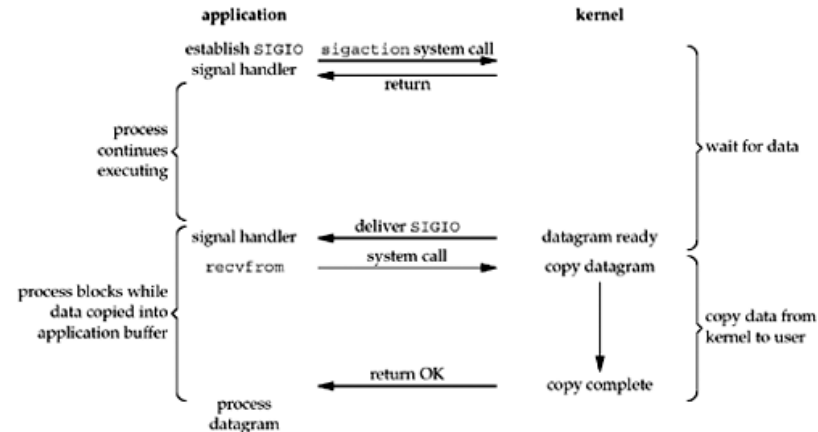 application
kernel
establish SIGIO
signal handler
sigaction system call
return
process
continues
executing
wait for data
signal handler
deliver SIGIO
datagram ready
recvfrom
system call
copy datagram
process blocks while
data copied into
application buffer
copy data from
kernel to user
return OK
copy complete
process
datagram